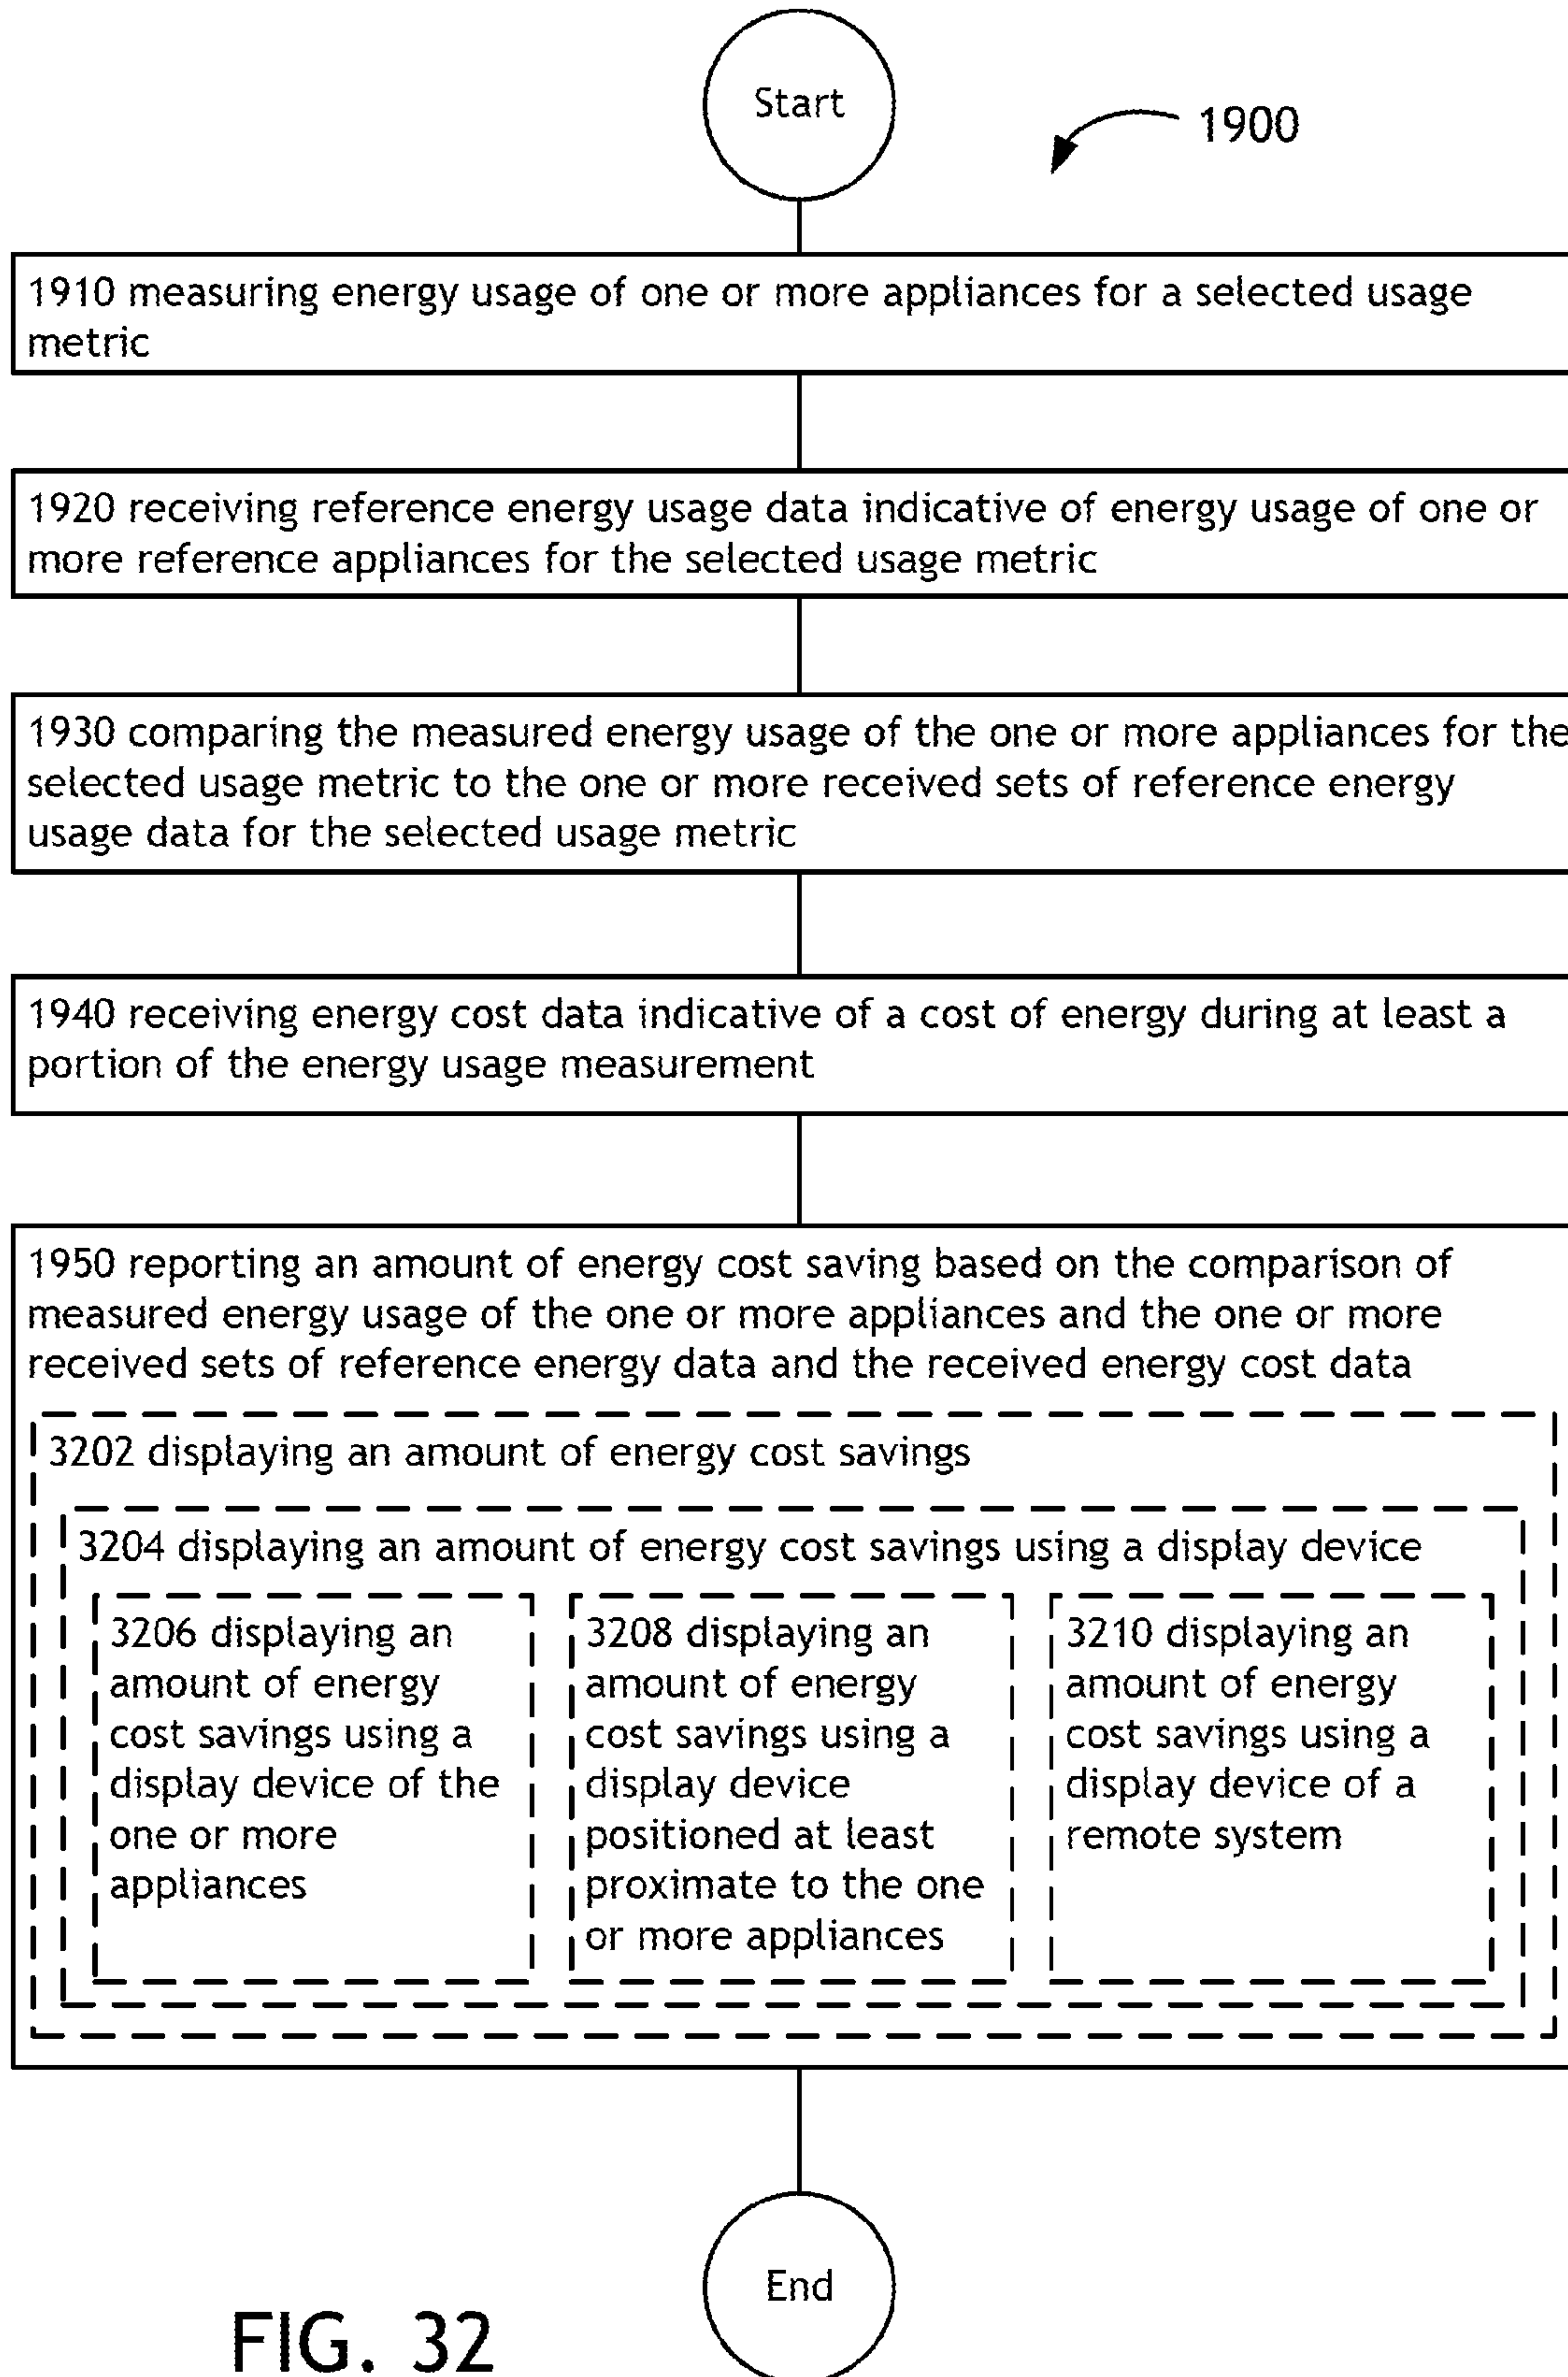 Start
1900
1910 measuring energy usage of one or more appliances for a selected usage
metric
1920 receiving reference energy usage data indicative of energy usage of one or
more reference appliances for the selected usage metric
1930 comparing the measured energy usage of the one or more appliances for the
selected usage metric to the one or more received sets of reference energy
usage data for the selected usage metric
1940 receiving energy cost data indicative of a cost of energy during at least a
portion of the energy usage measurement
1950 reporting an amount of energy cost saving based on the comparison of
measured energy usage of the one or more appliances and the one or more
received sets of reference energy data and the received energy cost data
3202 displaying an amount of energy cost savings
3204 displaying an amount of energy cost savings using a display device
3206 displaying an
amount of energy
cost savings using a
display device of the
one or more
appliances
3208 displaying an
amount of energy
cost savings using a
display device
positioned at least
proximate to the one
or more appliances
3210 displaying an
amount of energy
cost savings using a
display device of a
remote system
End
FIG. 32